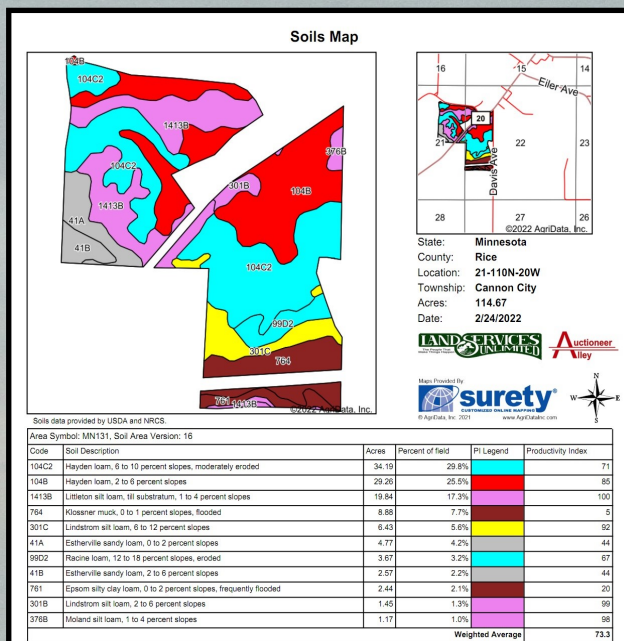 Soils Map
104B
104C2
1413B
104C2
1413B
41A
41B
376B
301B
104B
104C2
99D2
301C
764
761
1413B
©2022 AgriData, Inc.
Soils data provided by USDA and NRCS.
16
15
14
Eiler Ave
20
21
22
23
Davis Ave
28
27
26
©2022 AgriData, Inc.
State: Minnesota
County: Rice
Location: 21-110N-20W
Township: Cannon City
Acres: 114.67
Date: 2/24/2022
LAND SERVICES
UNLIMITED
Auctioneer
Alley
Maps Provided By
surety®
CUSTOMIZED ONLINE MAPPING
© AgriData, Inc. 2021 www.AgriDataInc.com
N
W E
S
Area Symbol: MN131, Soil Area Version: 16
Code Soil Description Acres Percent of field PI Legend Productivity Index
104C2 Hayden loam, 6 to 10 percent slopes, moderately eroded 34.19 29.8% 71
104B Hayden loam, 2 to 6 percent slopes 29.26 25.5% 85
1413B Littleton silt loam, till substratum, 1 to 4 percent slopes 19.84 17.3% 100
764 Klossner muck, 0 to 1 percent slopes, flooded 8.88 7.7% 5
301C Lindstrom silt loam, 6 to 12 percent slopes 6.43 5.6% 92
41A Estherville sandy loam, 0 to 2 percent slopes 4.77 4.2% 44
99D2 Racine loam, 12 to 18 percent slopes, eroded 3.67 3.2% 67
41B Estherville sandy loam, 2 to 6 percent slopes 2.57 2.2% 44
761 Epsom silty clay loam, 0 to 2 percent slopes, frequently flooded 2.44 2.1% 20
301B Lindstrom silt loam, 2 to 6 percent slopes 1.45 1.3% 99
376B Moland silt loam, 1 to 4 percent slopes 1.17 1.0% 98
Weighted Average 73.3